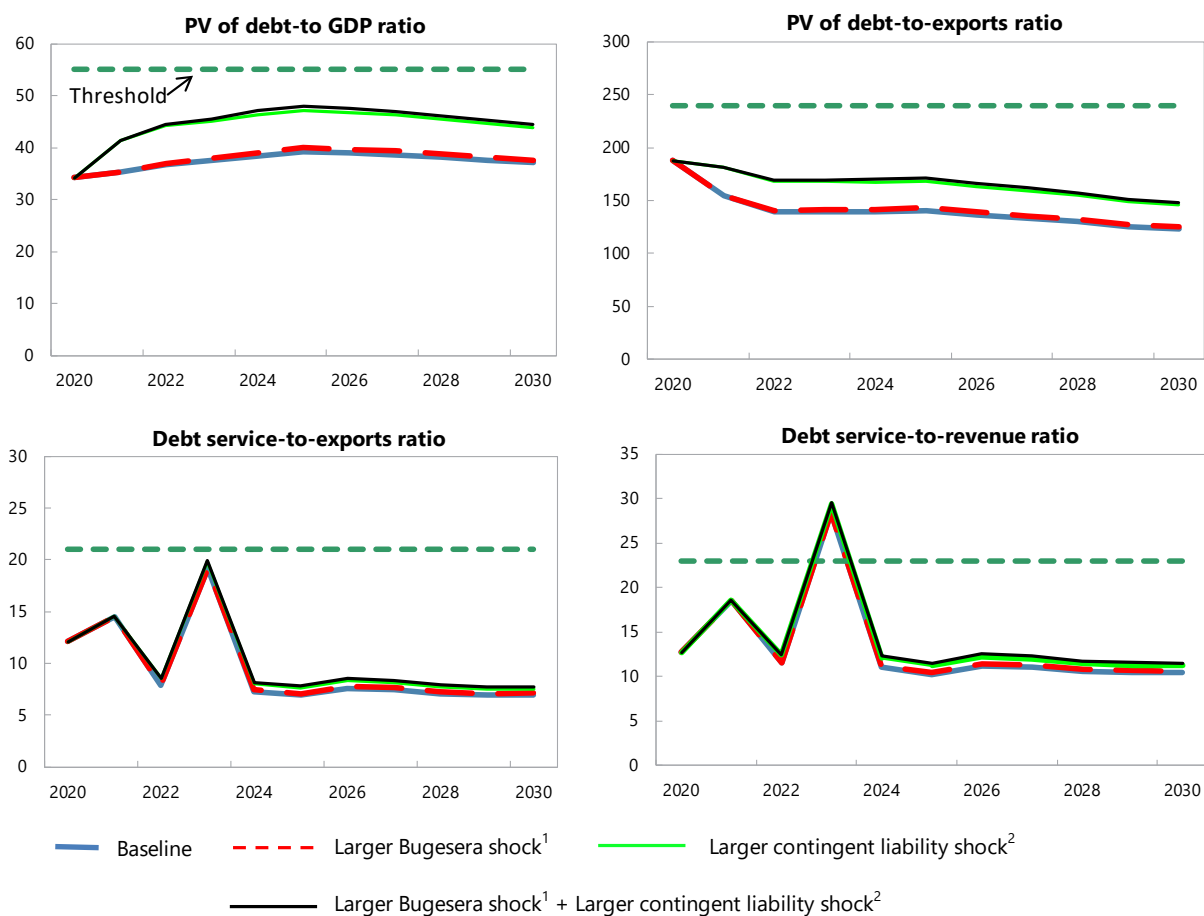 PV of debt-to GDP ratio
60
50
40
30
20
10
0
Threshold
2020 2022 2024 2026 2028 2030
PV of debt-to-exports ratio
300
250
200
150
100
50
0
2020 2022 2024 2026 2028 2030
Debt service-to-exports ratio
30
25
20
15
10
5
0
2020 2022 2024 2026 2028 2030
Debt service-to-revenue ratio
35
30
25
20
15
10
5
0
2020 2022 2024 2026 2028 2030
Baseline
Larger Bugesera shock¹
Larger contingent liability shock²
Larger Bugesera shock¹ + Larger contingent liability shock²